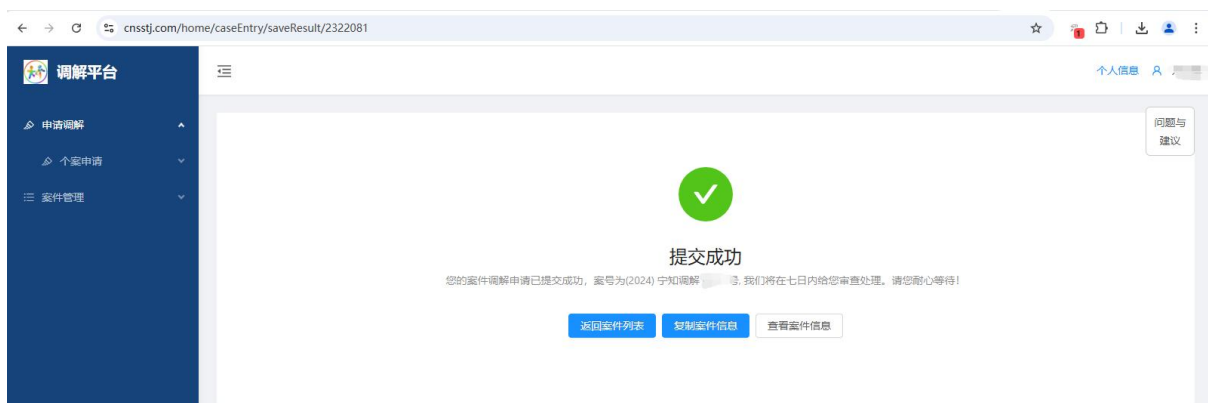 cnsstj.com/home/caseEntry/saveResult/2322081
1
调解平台
个人信息
申请调解
个案申请
案件管理
问题与
建议
提交成功
您的案件调解申请已提交成功，案号为(2024) 宁知调解 号, 我们将在七日内给您审查处理。请您耐心等待！
返回案件列表
复制案件信息
查看案件信息